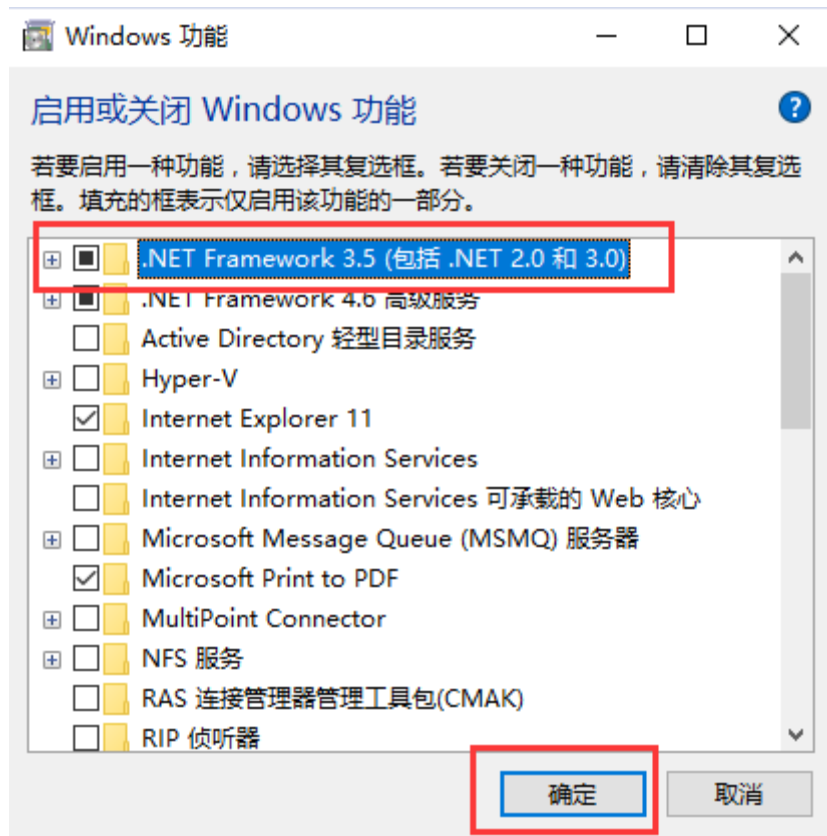 Windows 功能
启用或关闭 Windows 功能
?
若要启用一种功能，请选择其复选框。若要关闭一种功能，请清除其复选
框。填充的框表示仅启用该功能的一部分。
.NET Framework 3.5 (包括 .NET 2.0 和 3.0)
.NET Framework 4.6 高级服务
Active Directory 轻型目录服务
Hyper-V
Internet Explorer 11
Internet Information Services
Internet Information Services 可承载的 Web 核心
Microsoft Message Queue (MSMQ) 服务器
Microsoft Print to PDF
MultiPoint Connector
NFS 服务
RAS 连接管理器管理工具包(CMAK)
RIP 侦听器
确定 取消